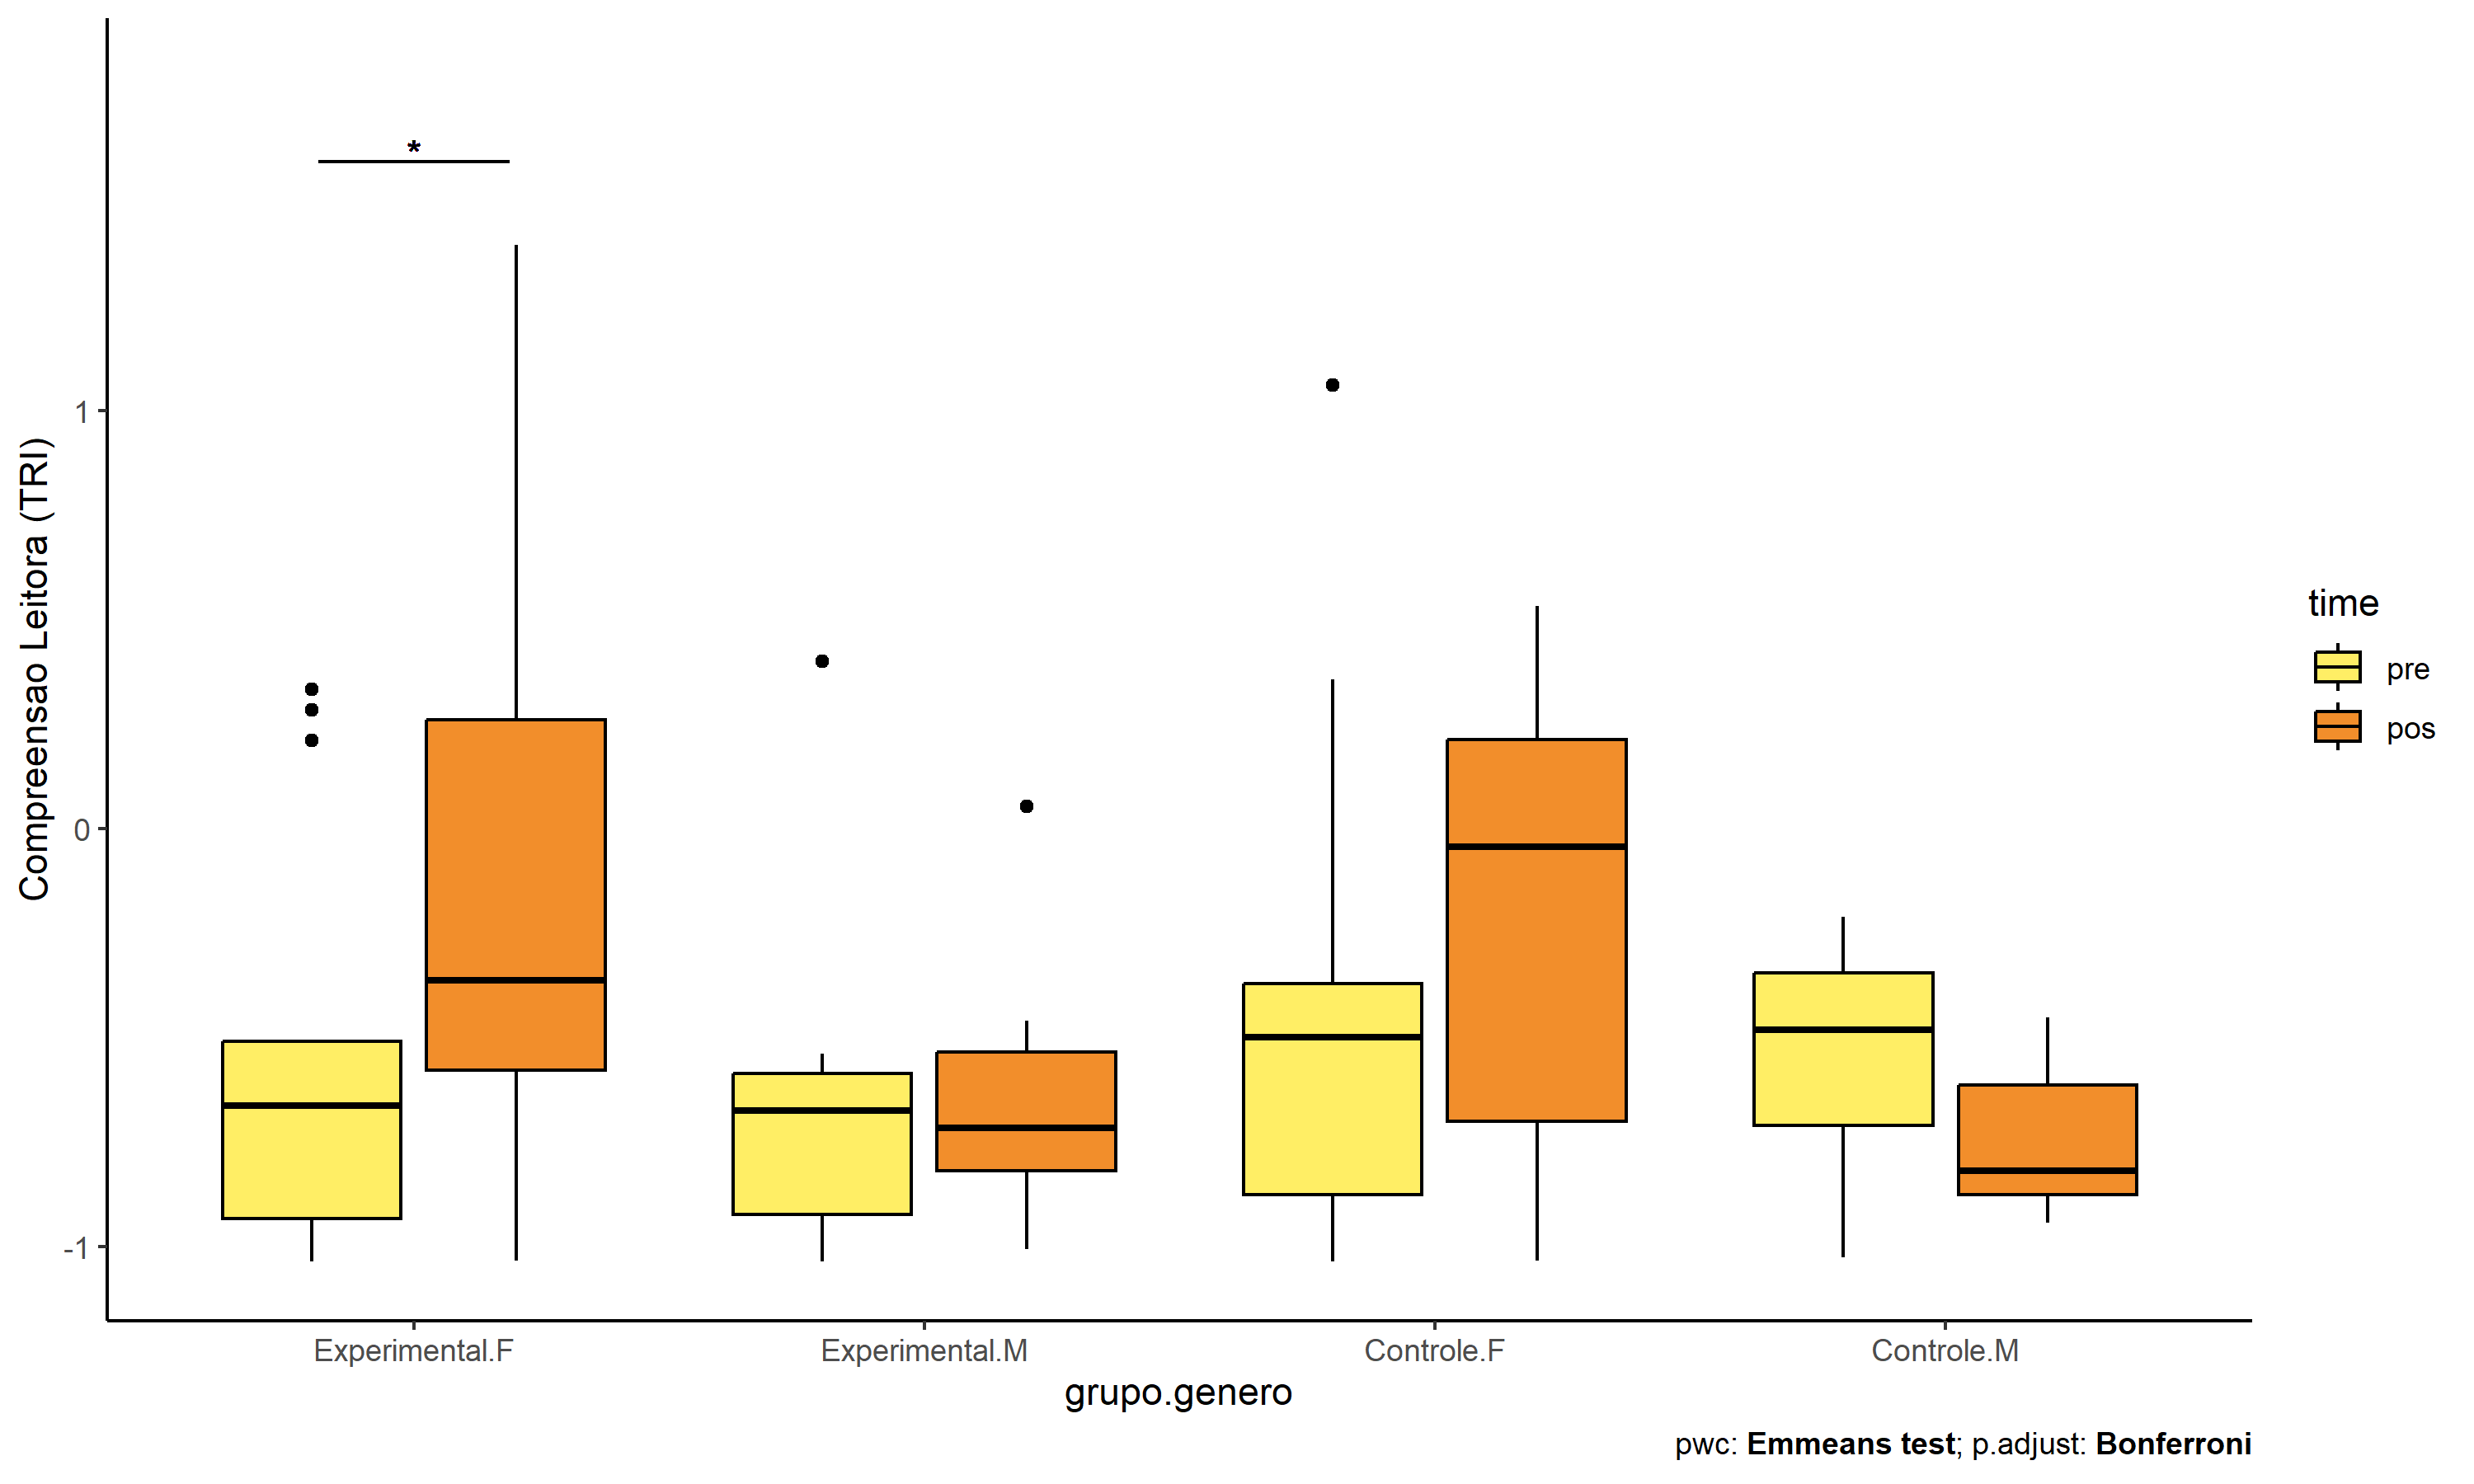 *
Compreensao Leitora (TRI)
1
0
-1
Experimental.F
Experimental.M
Controle.F
Controle.M
grupo.genero
time
pre
pos
pwc: Emmeans test; p.adjust: Bonferroni